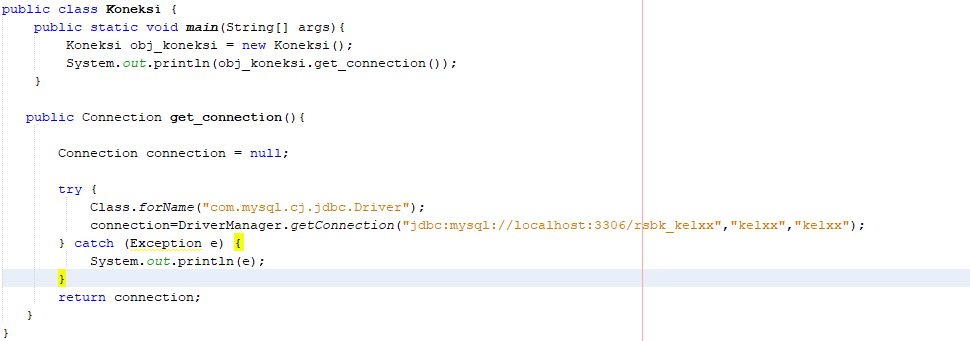 public class Koneksi {
public static void main(String[] args){
Koneksi obj_koneksi = new Koneksi();
System.out.println(obj_koneksi.get_connection());
}
public Connection get_connection(){
Connection connection = null;
try {
Class.forName("com.mysql.cj.jdbc.Driver");
connection=DriverManager.getConnection("jdbc:mysql://localhost:3306/rsbk_kelxx","kelxx","kelxx");
} catch (Exception e) {
System.out.println(e);
}
return connection;
}
}